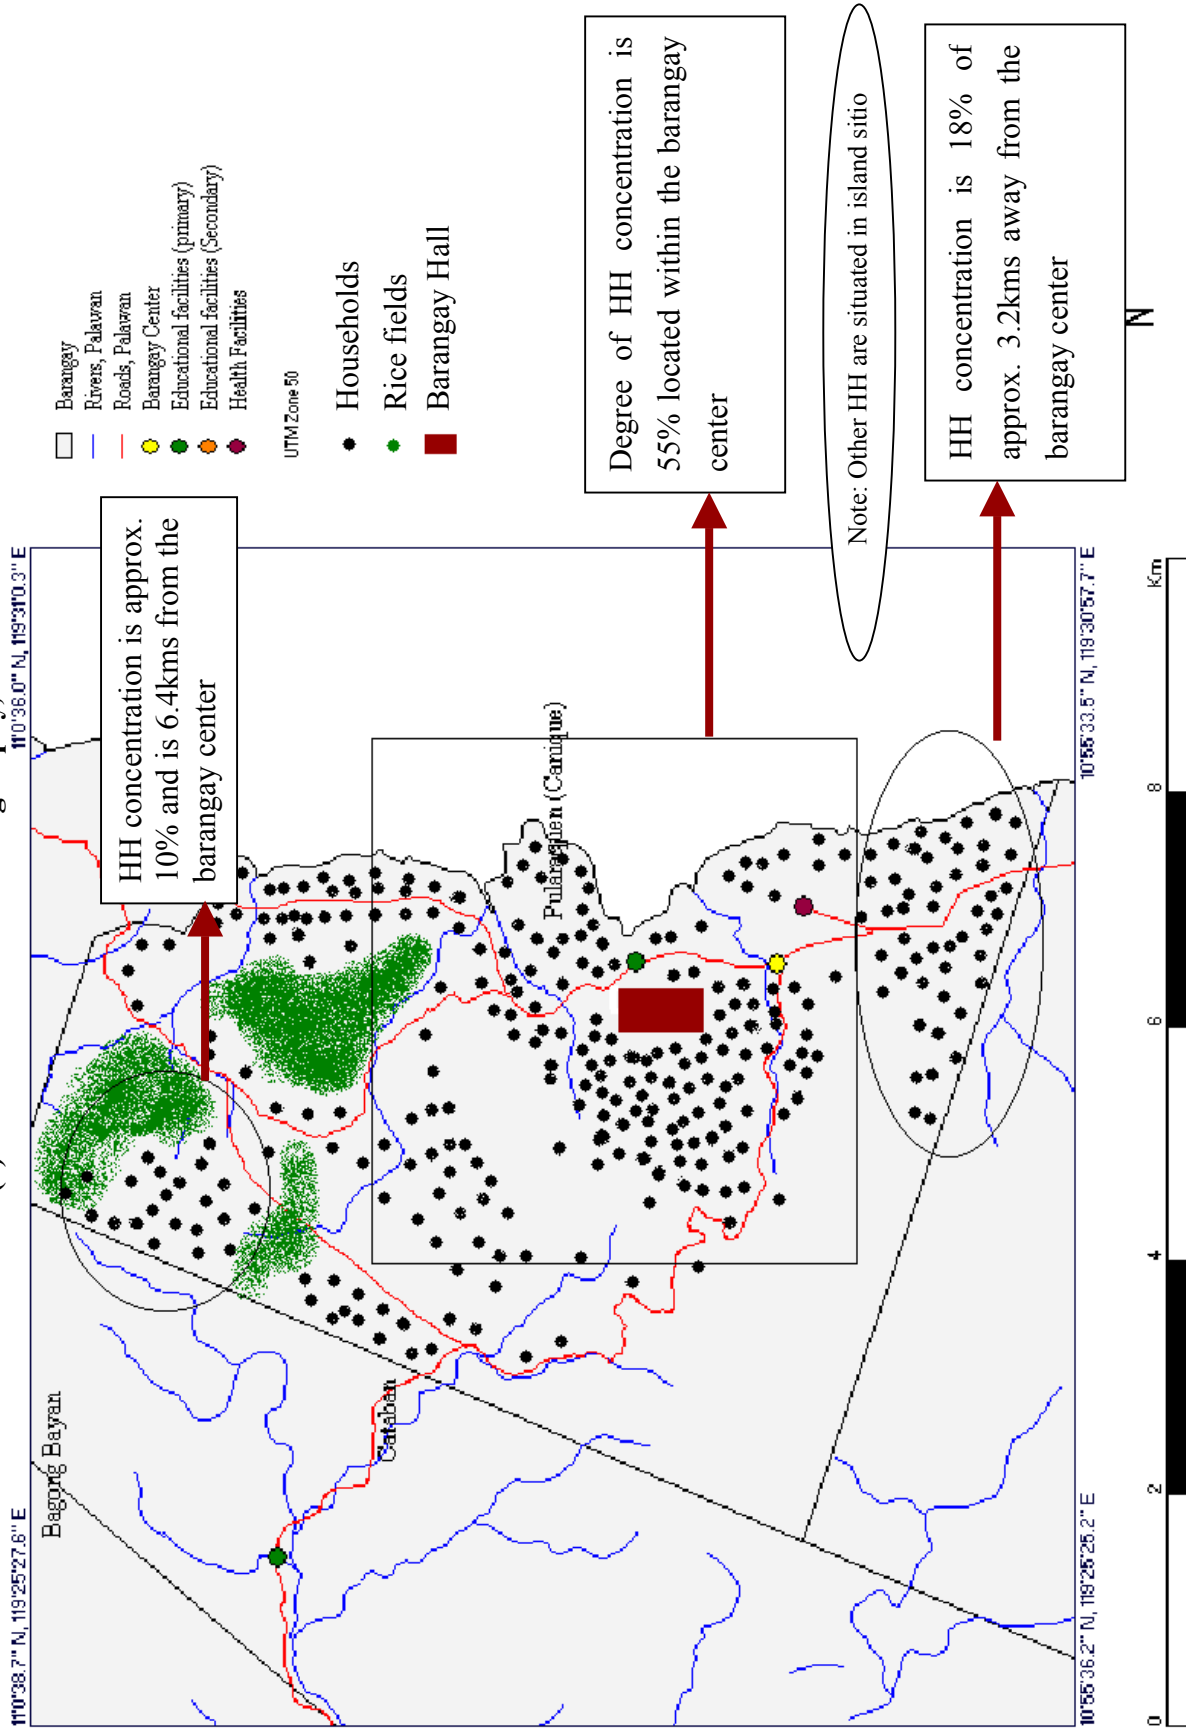 11°0'38.7" N, 119°25'27.6" E
11°0'36.0" N, 119°31'0.3" E
Bagong Bayan
HH concentration is approx.
10% and is 6.4kms from the
barangay center
Barangay
Rivers, Palawan
Roads, Palawan
Barangay Center
Educational facilities (primary)
Educational facilities (Secondary)
Health Facilities
UTM Zone 50
Households
Rice fields
Barangay Hall
Cataban
Pularaquen (Canique)
Degree of HH concentration is
55% located within the barangay
center
Note: Other HH are situated in island sitio
HH concentration is 18% of
approx. 3.2kms away from the
barangay center
10°55'36.2" N, 119°25'25.2" E
10°55'33.5" N, 119°30'57.7" E
N
0 2 4 6 8 Km